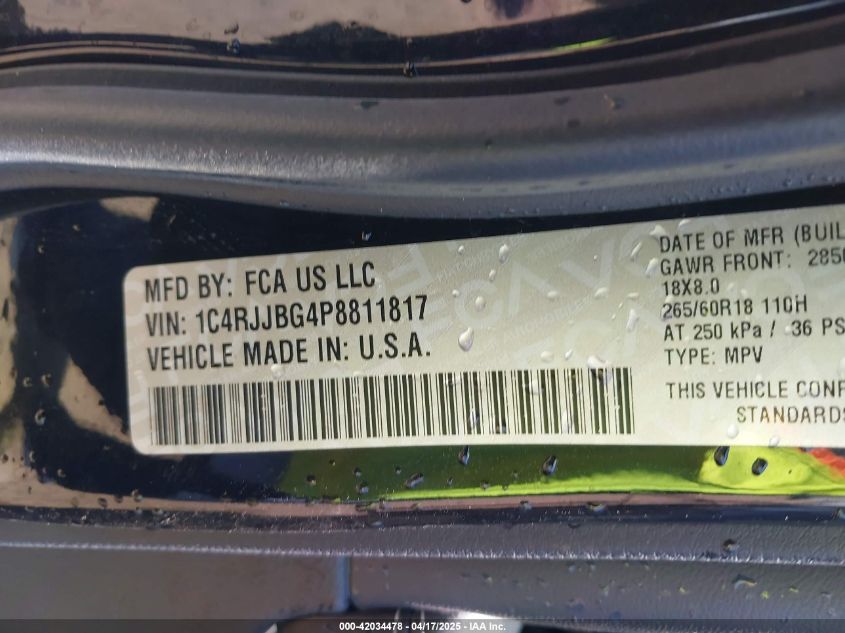 MFD BY: FCA US LLC
VIN: 1C4RJJBG4P8811817
VEHICLE MADE IN: U.S.A.
DATE OF MFR (BUIL
GAWR FRONT: 2850
18X8.0
265/60R18 110H
AT 250 kPa / 36 PS
TYPE: MPV
THIS VEHICLE CONF
STANDARDS
000-42034478 - 04/17/2025 - IAA Inc.